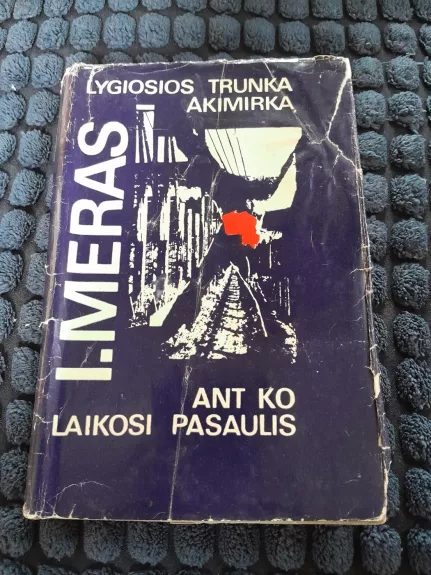 LYGIOSIOS TRUNKA
AKIMIRKA
I.MERAS
ANT KO
LAIKOSI PASAULIS